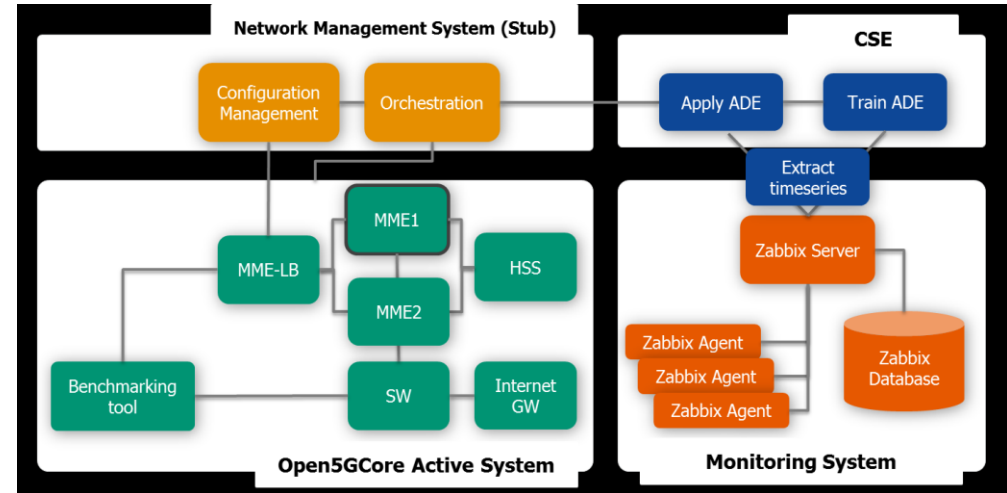 Network Management System (Stub)
CSE
Configuration
Management
Orchestration
Apply ADE
Train ADE
Extract
timeseries
MME1
MME-LB
HSS
MME2
Benchmarking
tool
SW
Internet
GW
Open5GCore Active System
Zabbix Server
Zabbix Agent
Zabbix Agent
Zabbix Agent
Zabbix
Database
Monitoring System